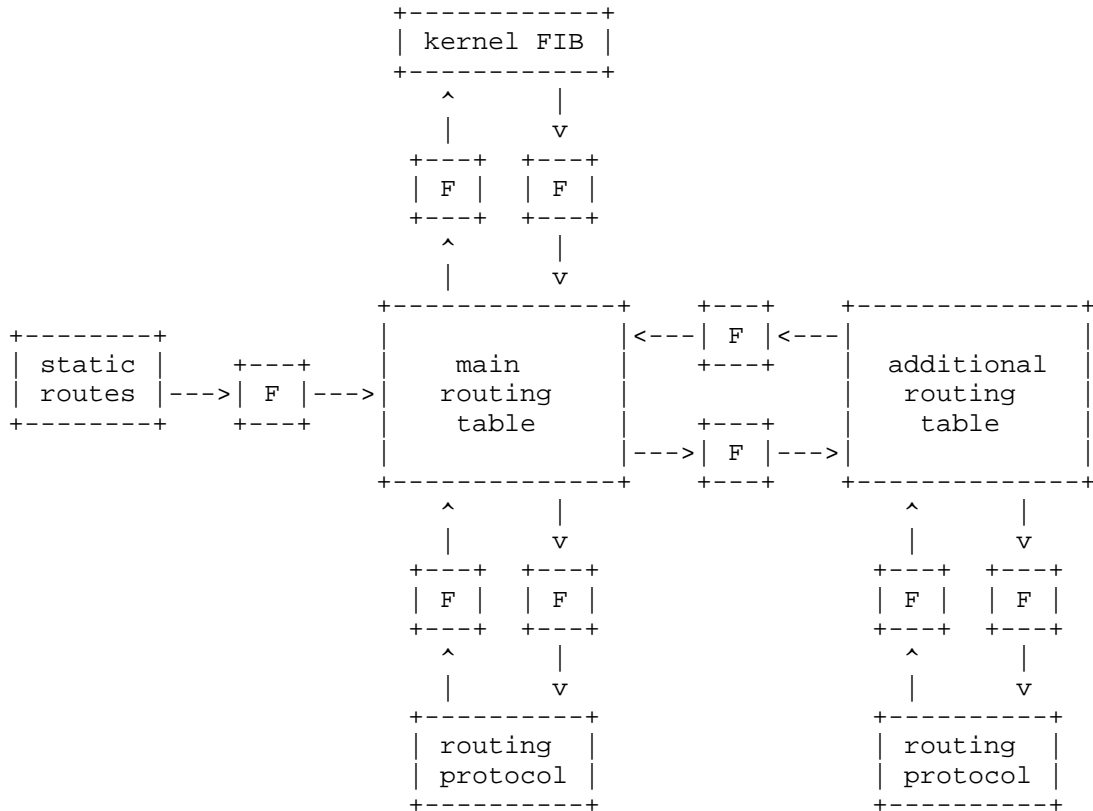 kernel FIB
F F
F
static main additional
routes F routing routing
table table
F
F F F F
routing routing
protocol protocol